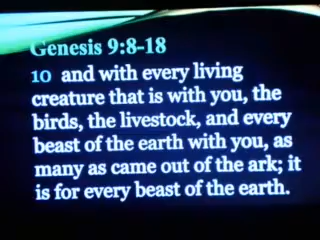 Genesis 9:8-18
10 and with every living
creature that is with you, the
birds, the livestock, and every
beast of the earth with you, as
many as came out of the ark; it
is for every beast of the earth.